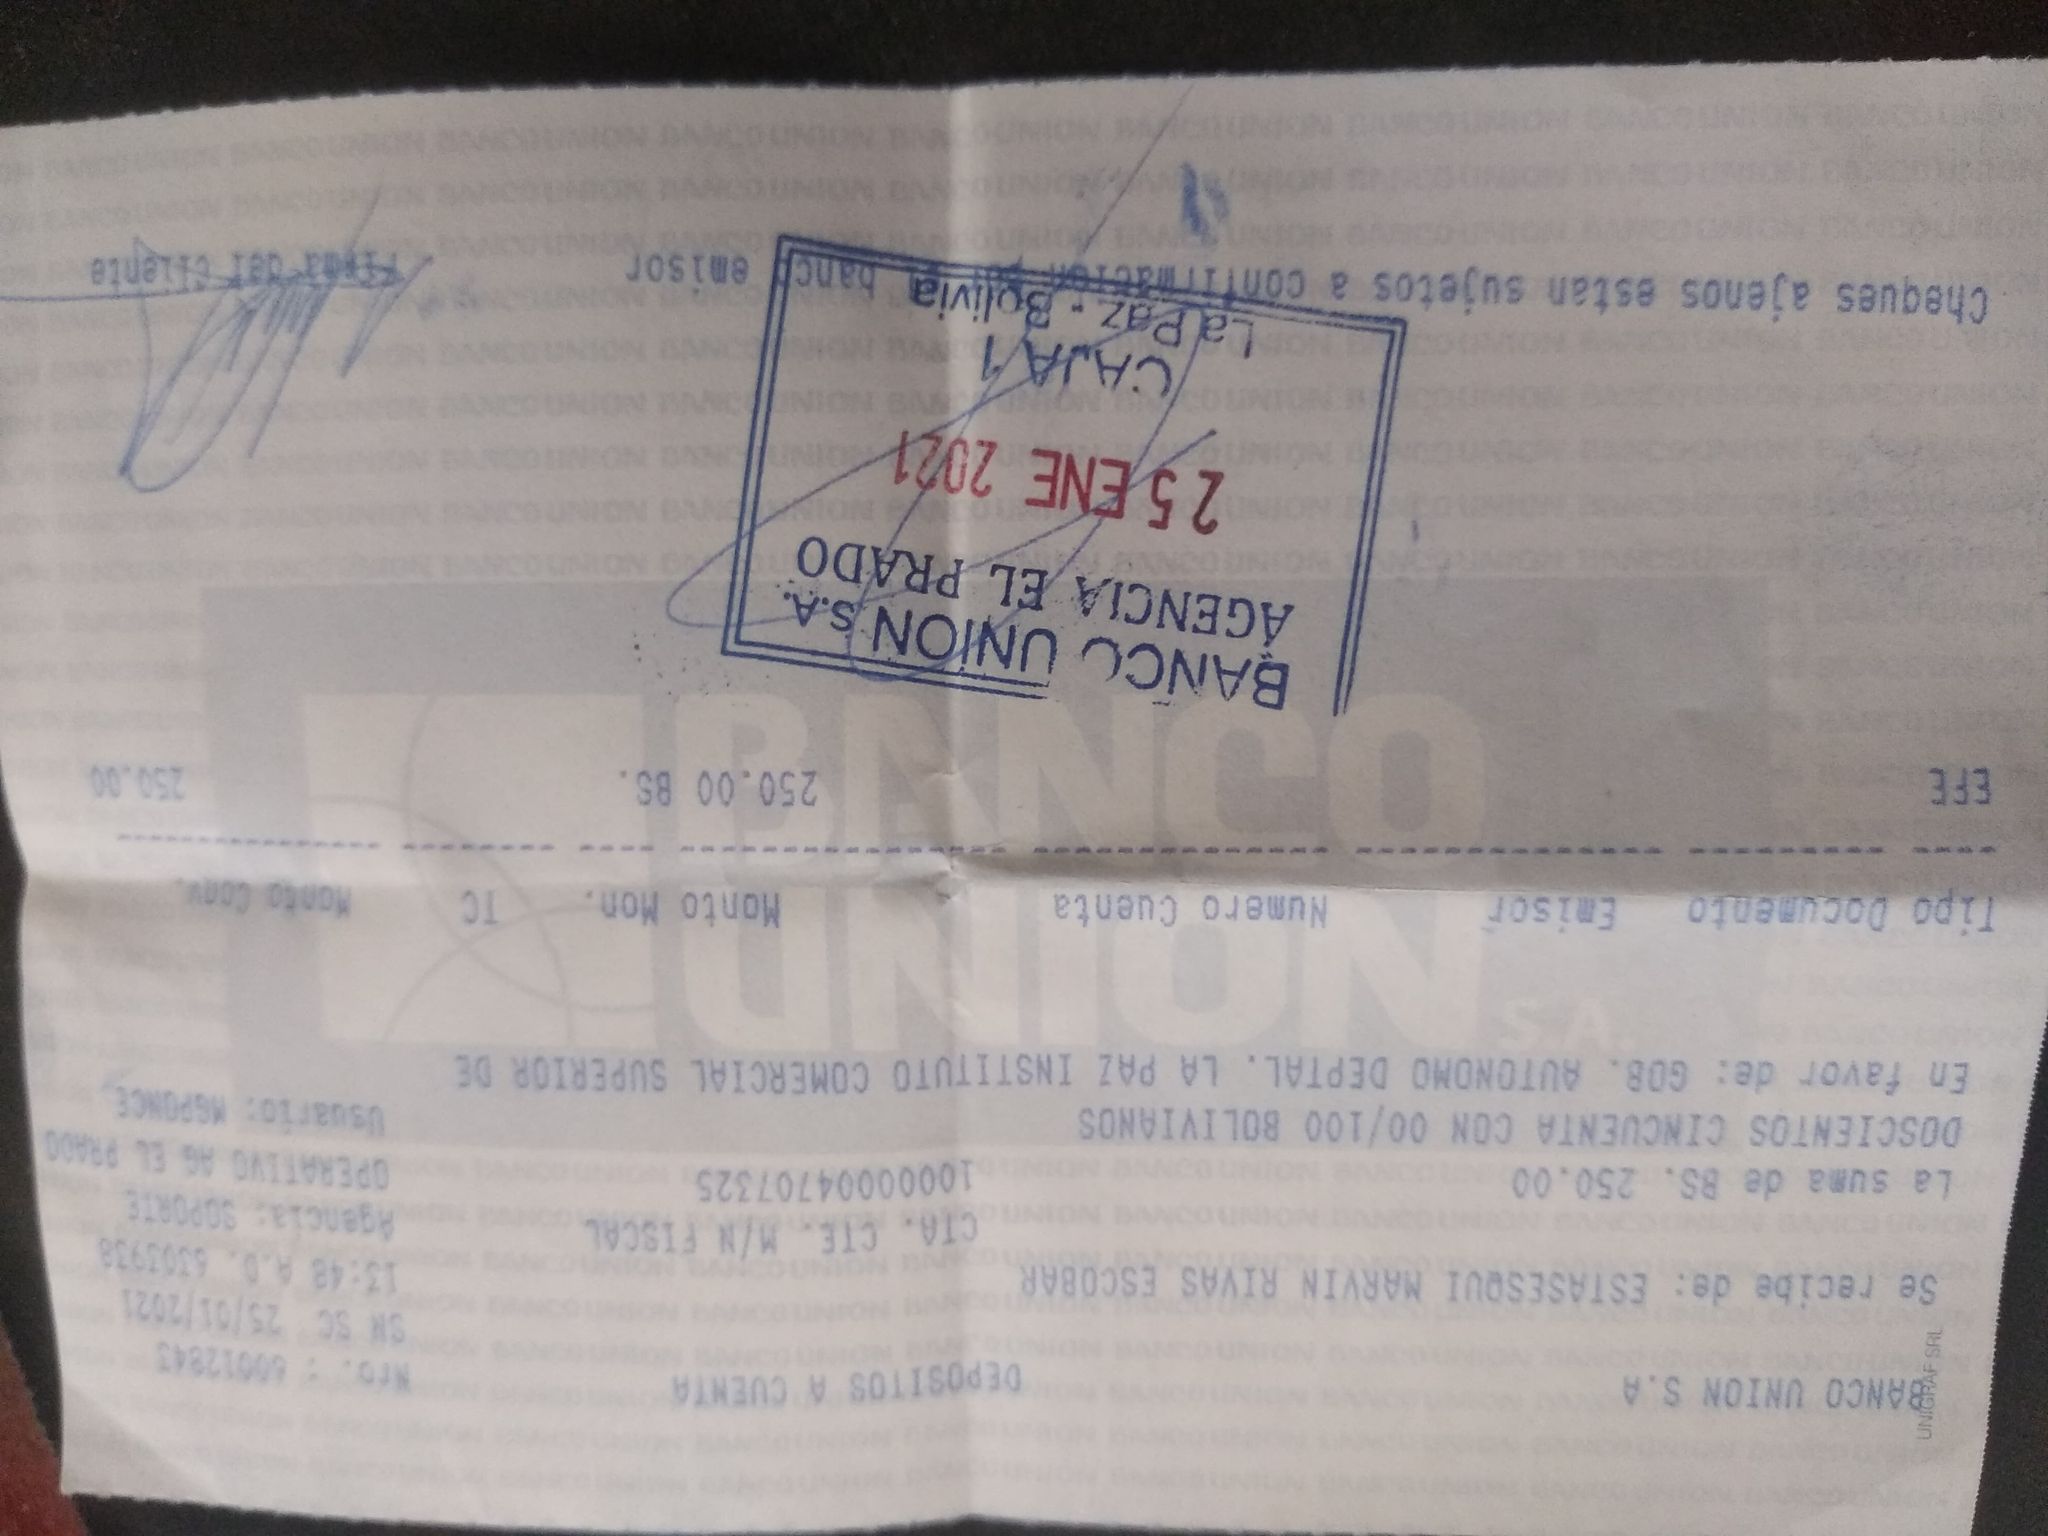 UNIGRAF SRL
BANCO UNION S.A DEPOSITOS A CUENTA Nro. : 60012843
SN SC 25/01/2021
Se recibe de: ESTASESQUI MARVIN RIVAS ESCOBAR 13:48 A.D. 6303938
CTA. CTE. M/N FISCAL Agencia: SOPORTE
La suma de BS. 250.00 10000004707325 OPERATIVO AG EL PRADO
DOSCIENTOS CINCUENTA CON 00/100 BOLIVIANOS Usuario: MGPONCE
En favor de: GOB. AUTONOMO DEPTAL. LA PAZ INSTITUTO COMERCIAL SUPERIOR DE
UNION S.A.
BANCO
Tipo Documento Emisor Numero Cuenta Monto Mon. TC Monto Conv.
EFE 250.00 BS. 250.00
BANCO UNION S.A.
AGENCIA EL PRADO
25 ENE 2021
CAJA 1
La Paz - Bolivia
Cheques ajenos estan sujetos a confirmacion por el banco emisor Firma del Cliente